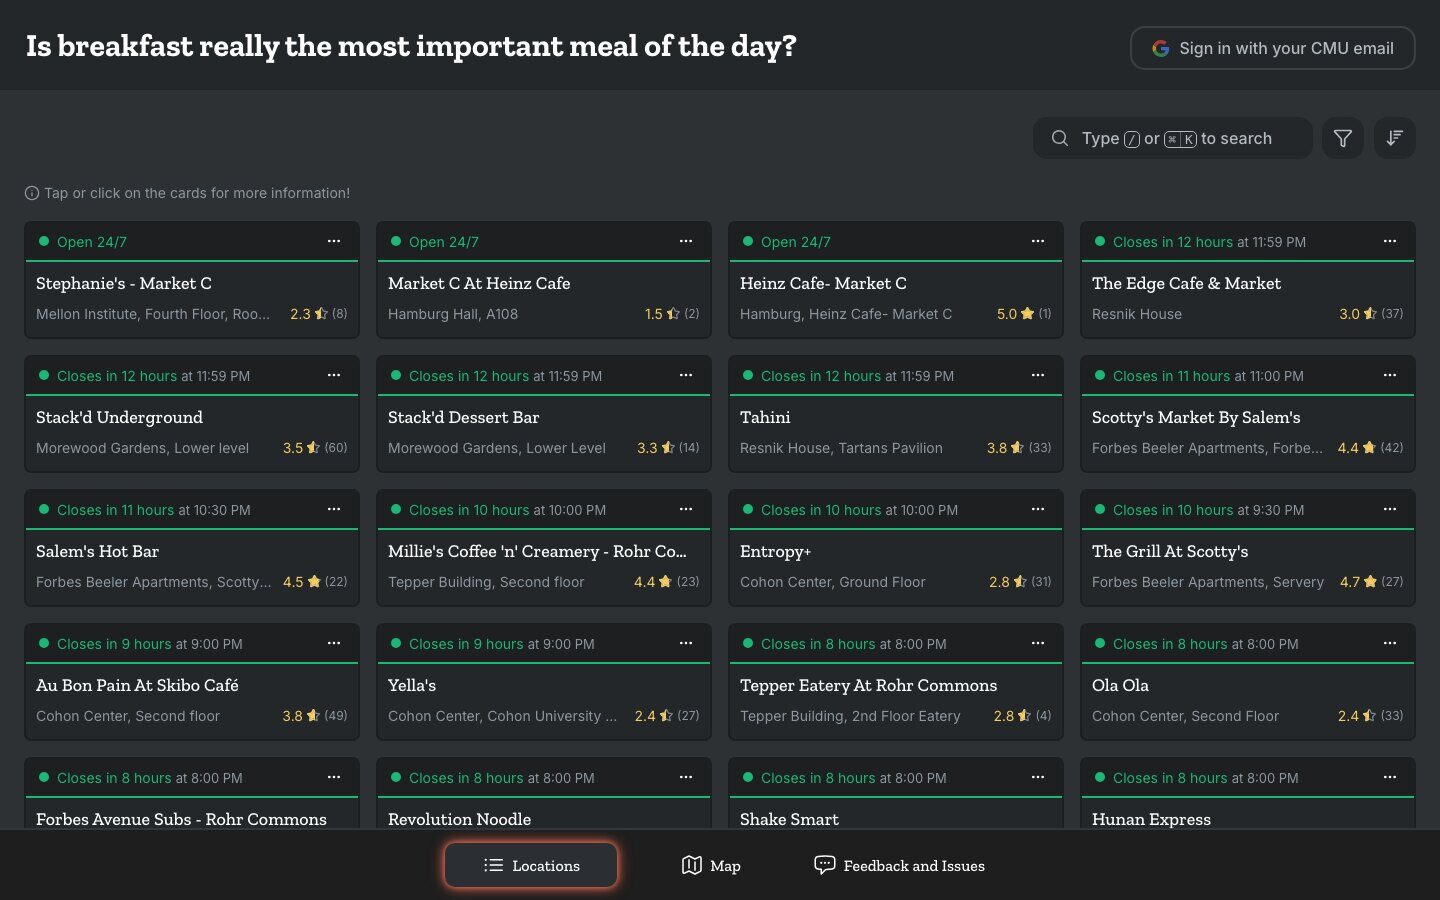 Is breakfast really the most important meal of the day?
Sign in with your CMU email
Type / or ⌘ K to search
Tap or click on the cards for more information!
Open 24/7
Stephanie's - Market C
Mellon Institute, Fourth Floor, Roo... 2.3 (8)
Open 24/7
Market C At Heinz Cafe
Hamburg Hall, A108 1.5 (2)
Open 24/7
Heinz Cafe- Market C
Hamburg, Heinz Cafe- Market C 5.0 (1)
Closes in 12 hours at 11:59 PM
The Edge Cafe & Market
Resnik House 3.0 (37)
Closes in 12 hours at 11:59 PM
Stack'd Underground
Morewood Gardens, Lower level 3.5 (60)
Closes in 12 hours at 11:59 PM
Stack'd Dessert Bar
Morewood Gardens, Lower Level 3.3 (14)
Closes in 12 hours at 11:59 PM
Tahini
Resnik House, Tartans Pavilion 3.8 (33)
Closes in 11 hours at 11:00 PM
Scotty's Market By Salem's
Forbes Beeler Apartments, Forbe... 4.4 (42)
Closes in 11 hours at 10:30 PM
Salem's Hot Bar
Forbes Beeler Apartments, Scotty... 4.5 (22)
Closes in 10 hours at 10:00 PM
Millie's Coffee 'n' Creamery - Rohr Co...
Tepper Building, Second floor 4.4 (23)
Closes in 10 hours at 10:00 PM
Entropy+
Cohon Center, Ground Floor 2.8 (31)
Closes in 10 hours at 9:30 PM
The Grill At Scotty's
Forbes Beeler Apartments, Servery 4.7 (27)
Closes in 9 hours at 9:00 PM
Au Bon Pain At Skibo Café
Cohon Center, Second floor 3.8 (49)
Closes in 9 hours at 9:00 PM
Yella's
Cohon Center, Cohon University ... 2.4 (27)
Closes in 8 hours at 8:00 PM
Tepper Eatery At Rohr Commons
Tepper Building, 2nd Floor Eatery 2.8 (4)
Closes in 8 hours at 8:00 PM
Ola Ola
Cohon Center, Second Floor 2.4 (33)
Closes in 8 hours at 8:00 PM
Forbes Avenue Subs - Rohr Commons
Closes in 8 hours at 8:00 PM
Revolution Noodle
Closes in 8 hours at 8:00 PM
Shake Smart
Closes in 8 hours at 8:00 PM
Hunan Express
Locations
Map
Feedback and Issues